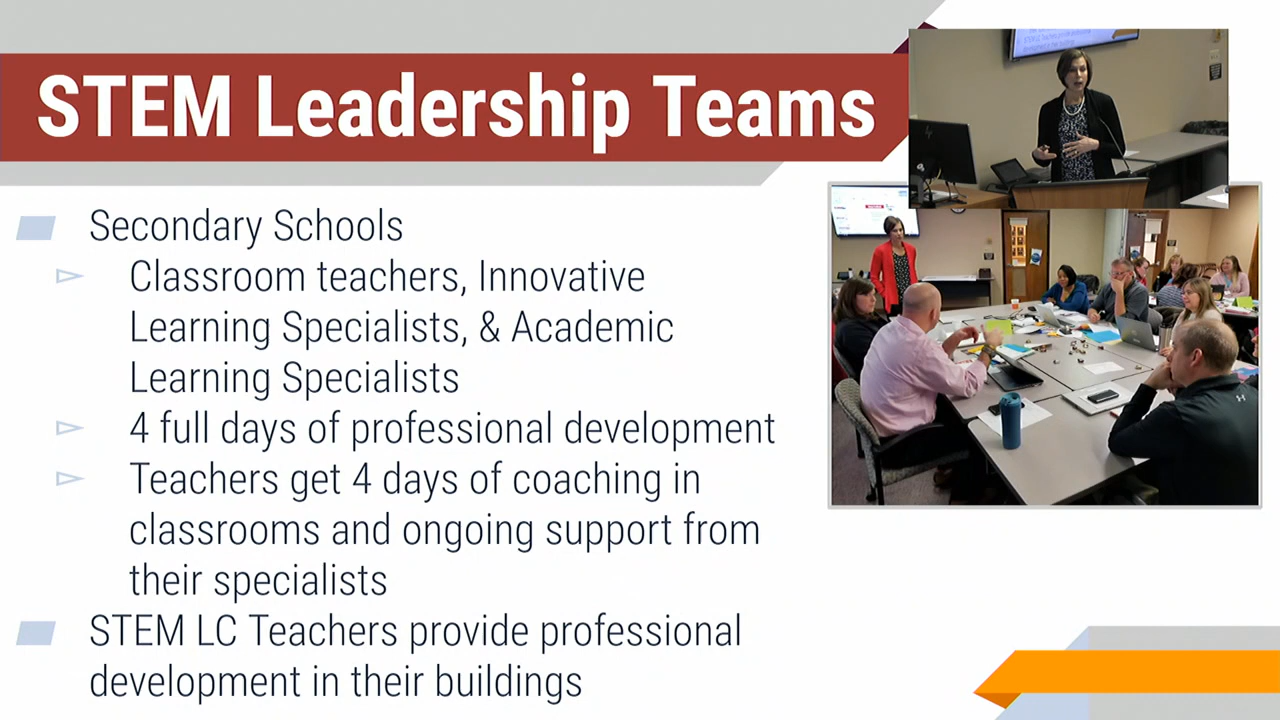 STEM Leadership Teams
Secondary Schools
Classroom teachers, Innovative
Learning Specialists, & Academic
Learning Specialists
4 full days of professional development
Teachers get 4 days of coaching in
classrooms and ongoing support from
their specialists
STEM LC Teachers provide professional
development in their buildings